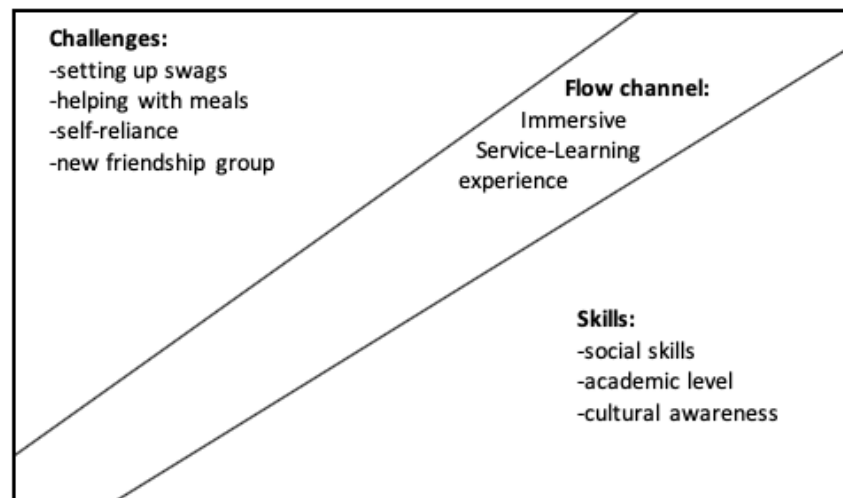 Challenges:
-setting up swags
-helping with meals
-self-reliance
-new friendship group
Flow channel:
Immersive
Service-Learning
experience
Skills:
-social skills
-academic level
-cultural awareness